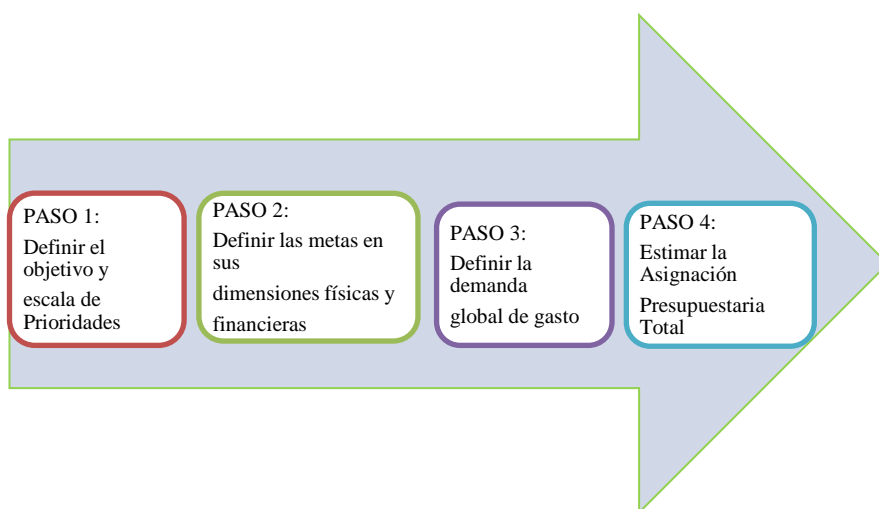 PASO 1:
Definir el
objetivo y
escala de
Prioridades
PASO 2:
Definir las metas en
sus
dimensiones físicas y
financieras
PASO 3:
Definir la
demanda
global de gasto
PASO 4:
Estimar la
Asignación
Presupuestaria
Total